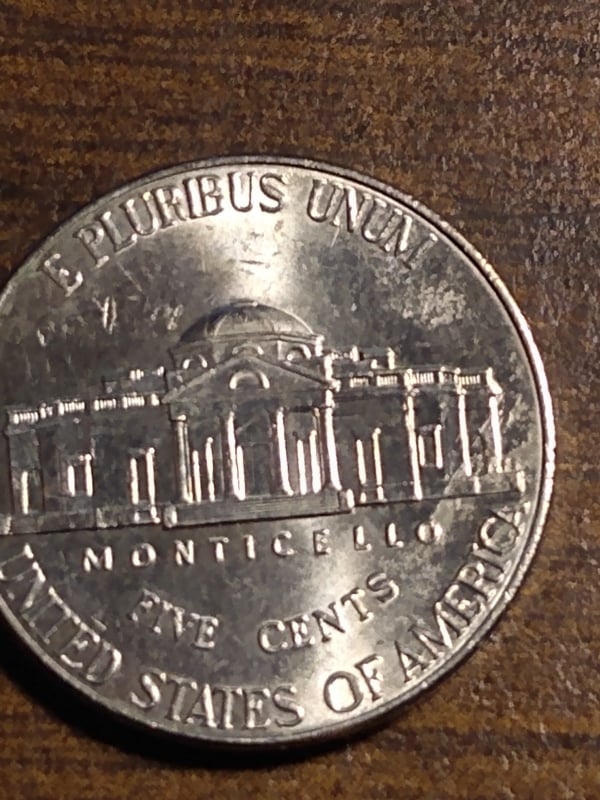 E PLURIBUS UNUM
MONTICELLO
FIVE CENTS
UNITED STATES OF AMERICA